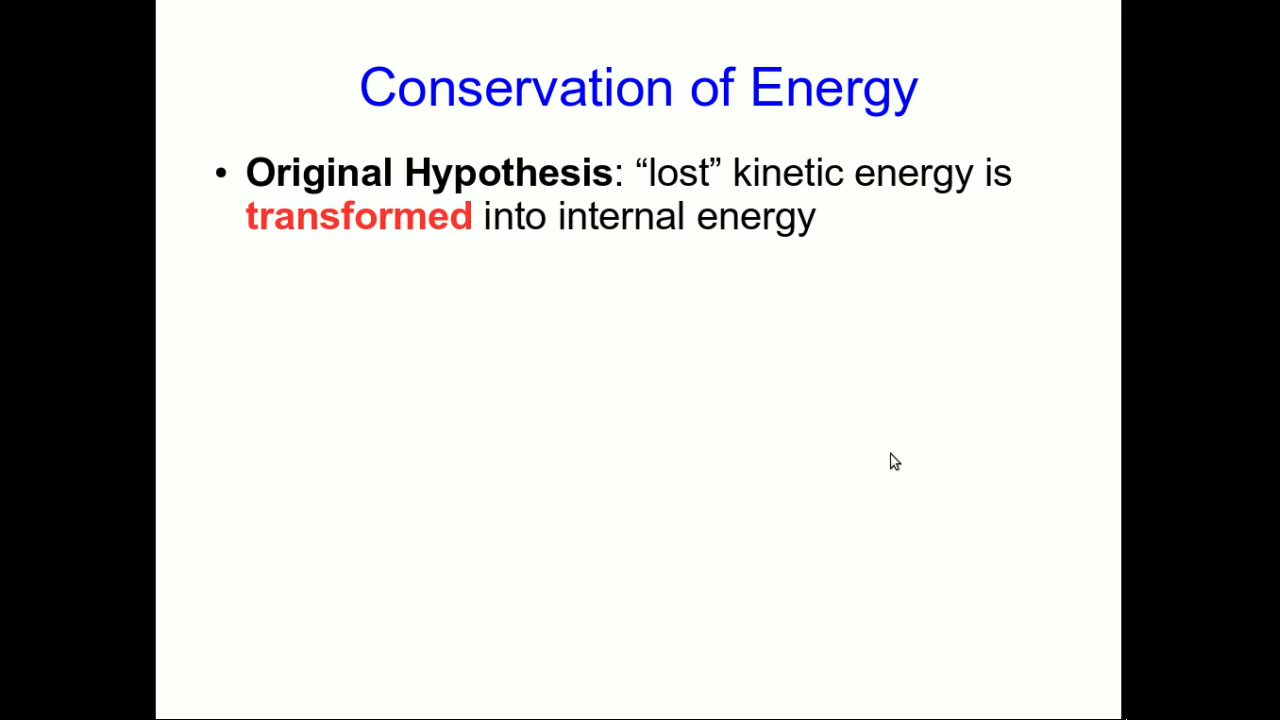 Conservation of Energy
• Original Hypothesis: “lost” kinetic energy is
transformed into internal energy